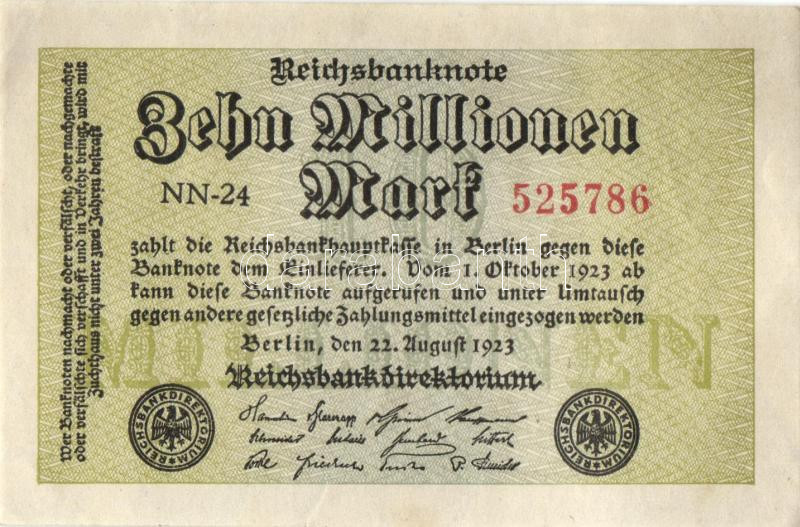 Reichsbanknote
Zehn Millionen
Mark
NN-24
525786
zahlt die Reichsbankhauptkasse in Berlin gegen diese
Banknote dem Einlieferer. Vom 1. Oktober 1923 ab
kann diese Banknote aufgerufen und unter Umtausch
gegen andere gesetzliche Zahlungsmittel eingezogen werden
Berlin, den 22. August 1923
Reichsbankdirektorium
REICHSBANKDIREKTORIUM
REICHSBANKDIREKTORIUM
Wer Banknoten nachmacht oder verfälscht, oder nachgemachte
oder verfälschte sich verschafft und in Verkehr bringt, wird mit
Zuchthaus nicht unter zwei Jahren bestraft
darabanth